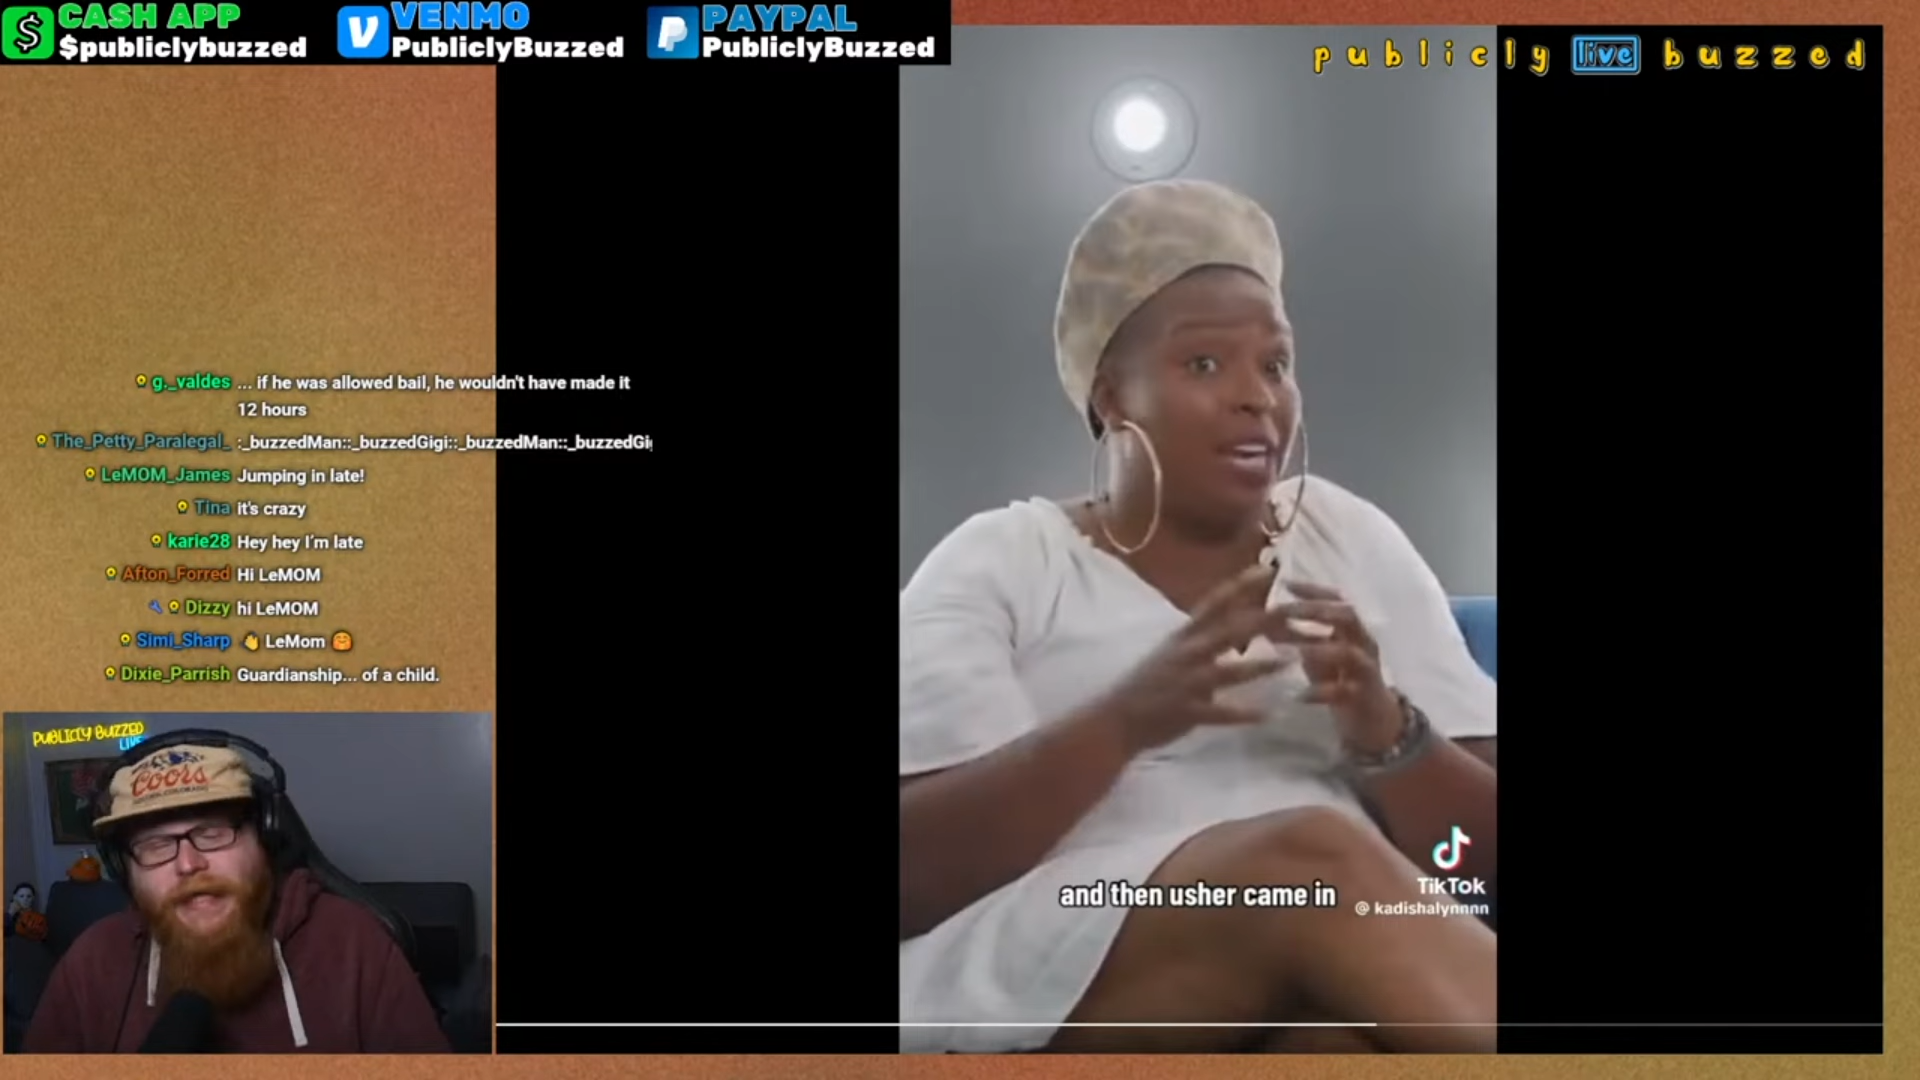 CASH APP
$publiclybuzzed
VENMO
PubliclyBuzzed
PAYPAL
PubliclyBuzzed
publicly live buzzed
g._valdes ... if he was allowed bail, he wouldn't have made it
12 hours
The_Petty_Paralegal_ :_buzzedMan::_buzzedGigi::_buzzedMan::_buzzedGi
LeMOM_James Jumping in late!
Tina it's crazy
karie28 Hey hey I'm late
Afton_Forred Hi LeMOM
Dizzy hi LeMOM
Simi_Sharp 👋 LeMom 🤗
Dixie_Parrish Guardianship... of a child.
PUBLICLY BUZZED
LIVE
Coors
and then usher came in
TikTok
@ kadishalynnnn